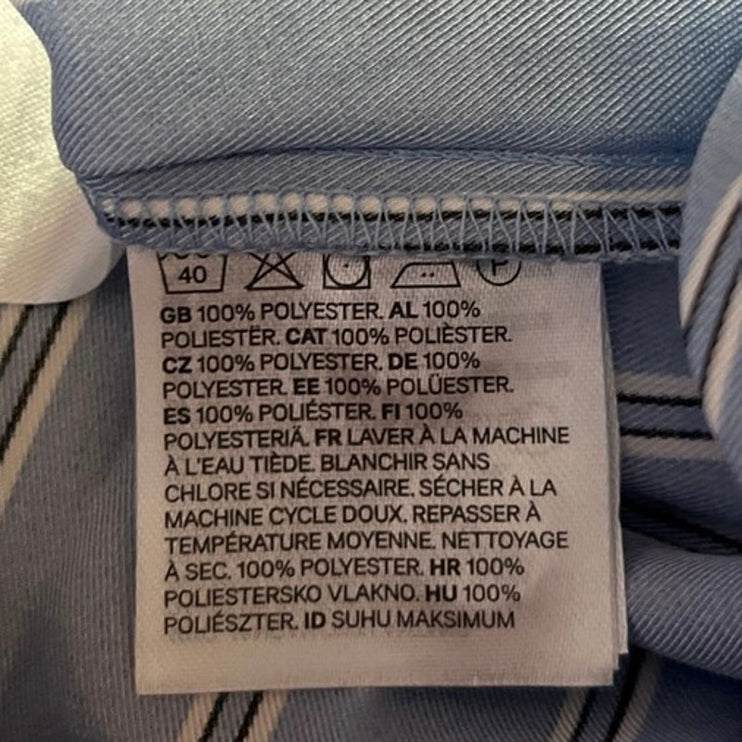 40 P
GB 100% POLYESTER. AL 100%
POLIESTËR. CAT 100% POLIÈSTER.
CZ 100% POLYESTER. DE 100%
POLYESTER. EE 100% POLÜESTER.
ES 100% POLIÉSTER. FI 100%
POLYESTERIÄ. FR LAVER À LA MACHINE
À L'EAU TIÈDE. BLANCHIR SANS
CHLORE SI NÉCESSAIRE. SÉCHER À LA
MACHINE CYCLE DOUX. REPASSER À
TEMPÉRATURE MOYENNE. NETTOYAGE
À SEC. 100% POLYESTER. HR 100%
POLIESTERSKO VLAKNO. HU 100%
POLIÉSZTER. ID SUHU MAKSIMUM